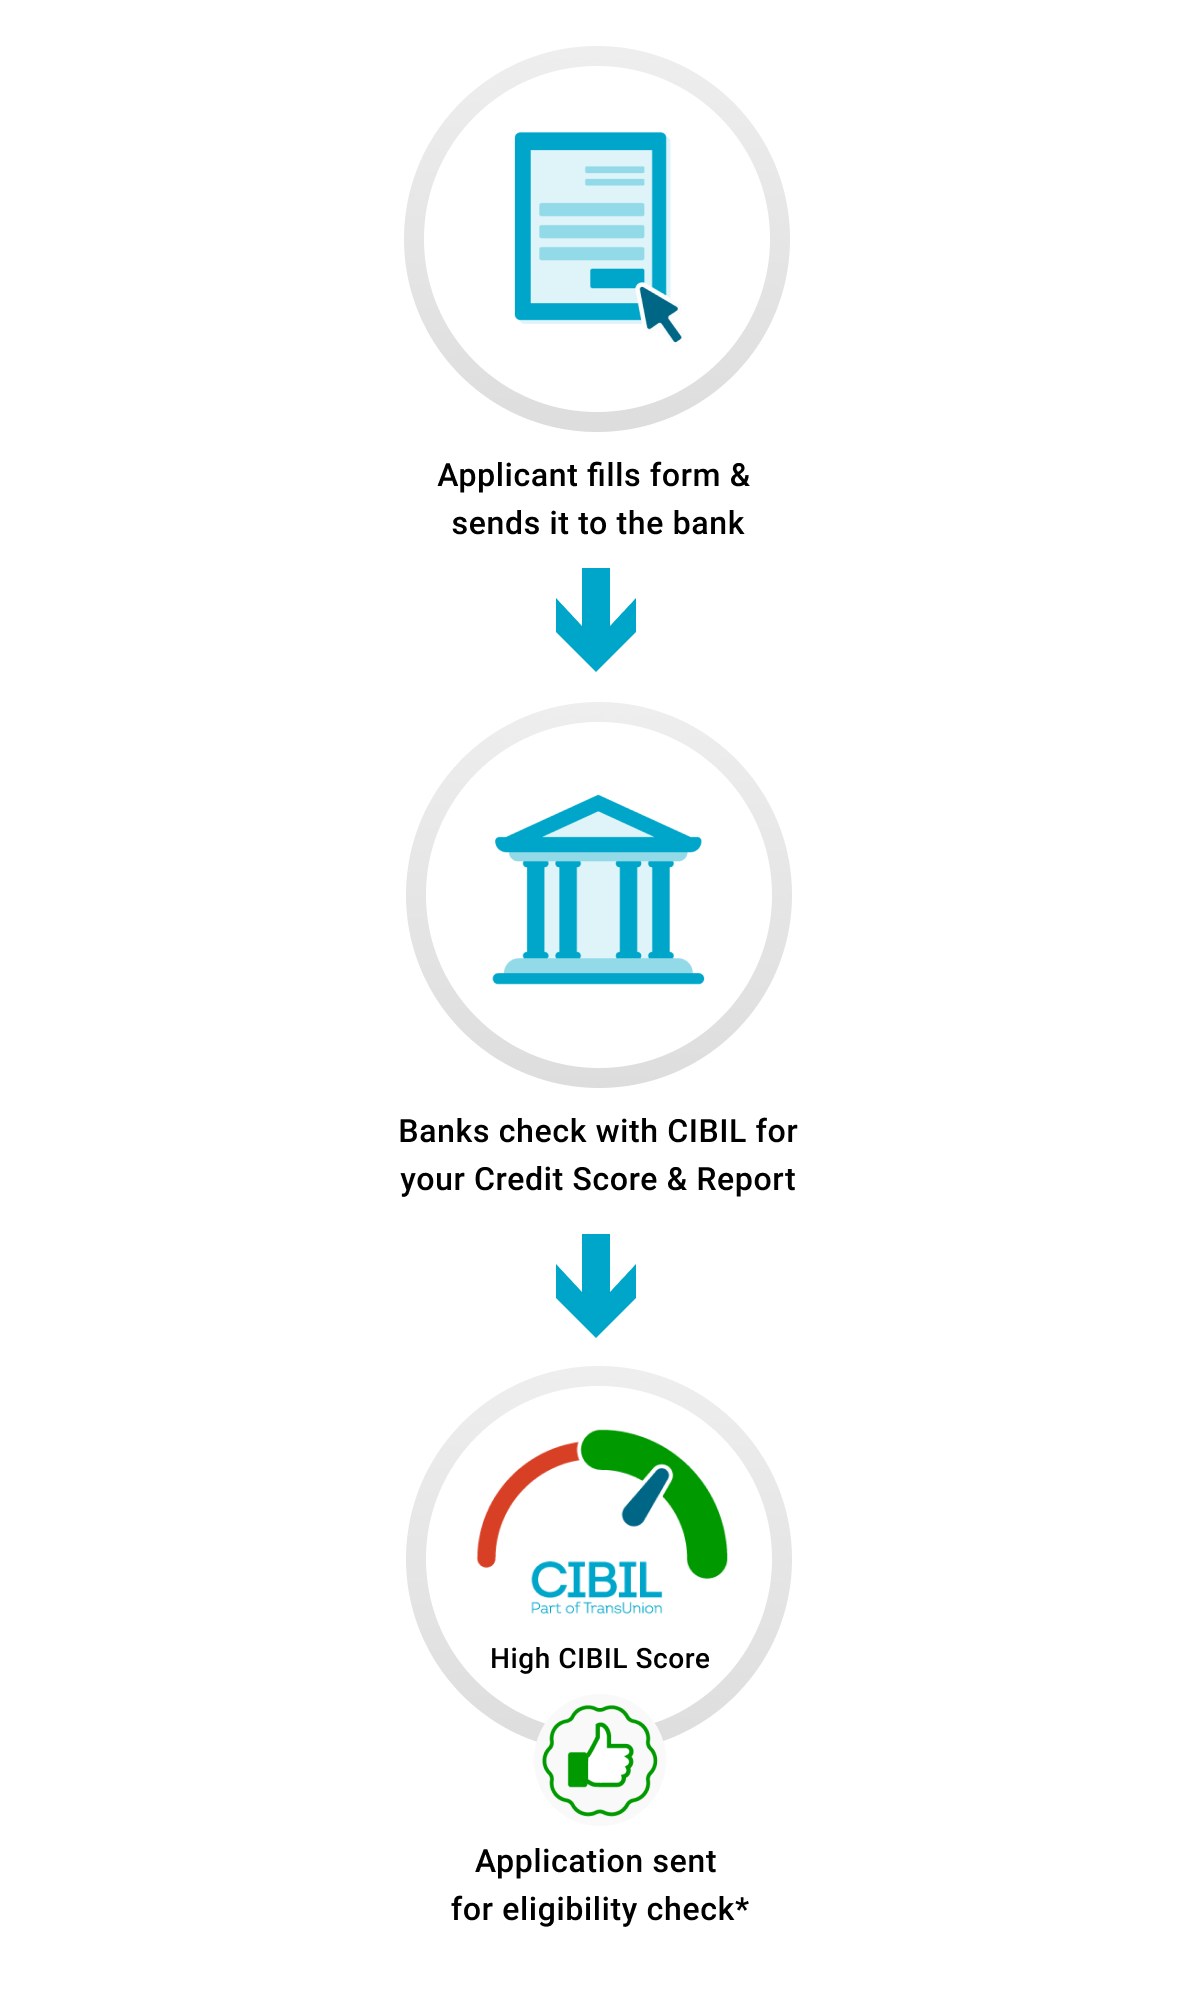 Applicant fills form &
sends it to the bank
Banks check with CIBIL for
your Credit Score & Report
CIBIL
Part of TransUnion
High CIBIL Score
Application sent
for eligibility check*